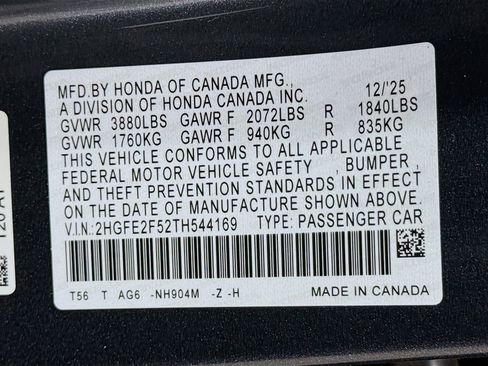 MFD.BY HONDA OF CANADA MFG., 12/'25
A DIVISION OF HONDA CANADA INC.
GVWR 3880LBS GAWR F 2072LBS R 1840LBS
GVWR 1760KG GAWR F 940KG R 835KG
THIS VEHICLE CONFORMS TO ALL APPLICABLE
FEDERAL MOTOR VEHICLE SAFETY , BUMPER ,
AND THEFT PREVENTION STANDARDS IN EFFECT
ON THE DATE OF MANUFACTURE SHOWN ABOVE.
V.I.N:2HGFE2F52TH544169 TYPE: PASSENGER CAR
T56 T AG6 -NH904M -Z -H
MADE IN CANADA